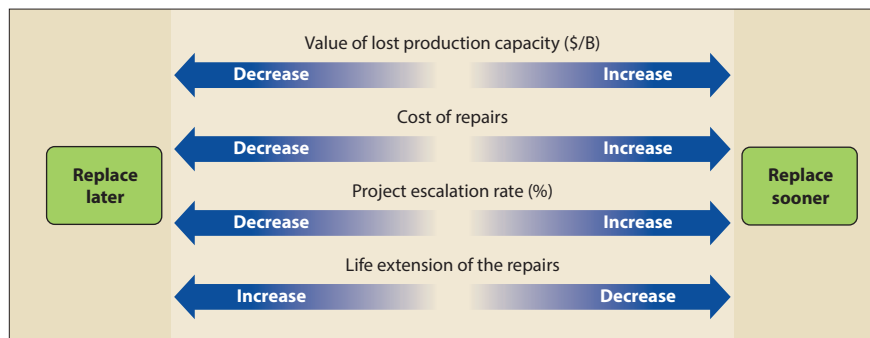 Value of lost production capacity ($/B)
Decrease Increase
Cost of repairs
Decrease Increase
Replace
later
Replace
sooner
Project escalation rate (%)
Decrease Increase
Life extension of the repairs
Increase Decrease